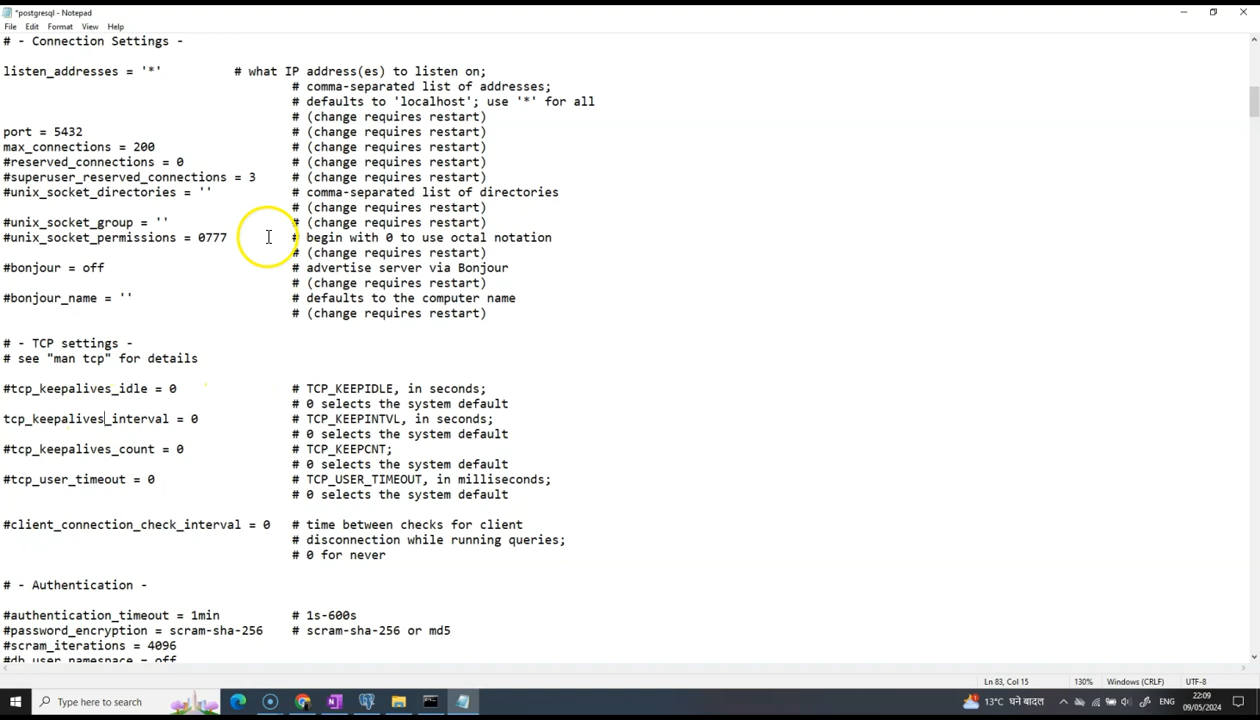 *postgresql - Notepad
File Edit Format View Help
# - Connection Settings -
listen_addresses = '*' # what IP address(es) to listen on;
# comma-separated list of addresses;
# defaults to 'localhost'; use '*' for all
# (change requires restart)
port = 5432 # (change requires restart)
max_connections = 200 # (change requires restart)
#reserved_connections = 0 # (change requires restart)
#superuser_reserved_connections = 3 # (change requires restart)
#unix_socket_directories = '' # comma-separated list of directories
# (change requires restart)
#unix_socket_group = '' # (change requires restart)
#unix_socket_permissions = 0777 # begin with 0 to use octal notation
# (change requires restart)
#bonjour = off # advertise server via Bonjour
# (change requires restart)
#bonjour_name = '' # defaults to the computer name
# (change requires restart)
# - TCP settings -
# see "man tcp" for details
#tcp_keepalives_idle = 0 # TCP_KEEPIDLE, in seconds;
# 0 selects the system default
tcp_keepalives_interval = 0 # TCP_KEEPINTVL, in seconds;
# 0 selects the system default
#tcp_keepalives_count = 0 # TCP_KEEPCNT;
# 0 selects the system default
#tcp_user_timeout = 0 # TCP_USER_TIMEOUT, in milliseconds;
# 0 selects the system default
#client_connection_check_interval = 0 # time between checks for client
# disconnection while running queries;
# 0 for never
# - Authentication -
#authentication_timeout = 1min # 1s-600s
#password_encryption = scram-sha-256 # scram-sha-256 or md5
#scram_iterations = 4096
#db_user_namespace = off
Ln 83, Col 15 130% Windows (CRLF) UTF-8
Type here to search
13°C घने बादल ENG 22:09
09/05/2024